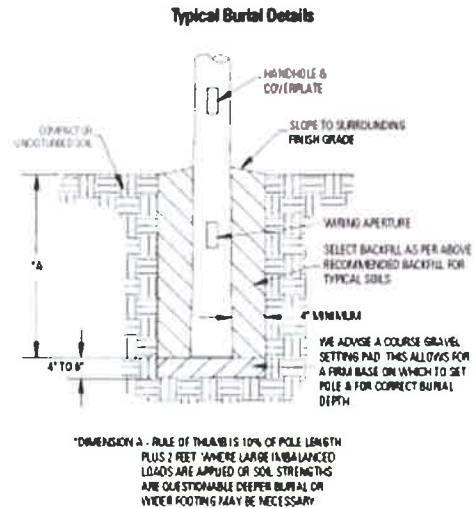 Typical Burial Details
HANDHOLE &
COVERPLATE
COMPACT OR
UNDISTURBED SOIL
SLOPE TO SURROUNDING
FINISH GRADE
WIRING APERTURE
SELECT BACKFILL AS PER ABOVE
RECOMMENDED BACKFILL FOR
TYPICAL SOILS
"A
4" MINIMUM
4" TO 6"
WE ADVISE A COURSE GRAVEL
SETTING PAD THIS ALLOWS FOR
A FIRM BASE ON WHICH TO SET
POLE & FOR CORRECT BURIAL
DEPTH
"DIMENSION A - RULE OF THUMB IS 10% OF POLE LENGTH
PLUS 2 FEET WHERE LARGE IMBALANCED
LOADS ARE APPLIED OR SOIL STRENGTHS
ARE QUESTIONABLE DEEPER BURIAL OR
WIDER FOOTING MAY BE NECESSARY